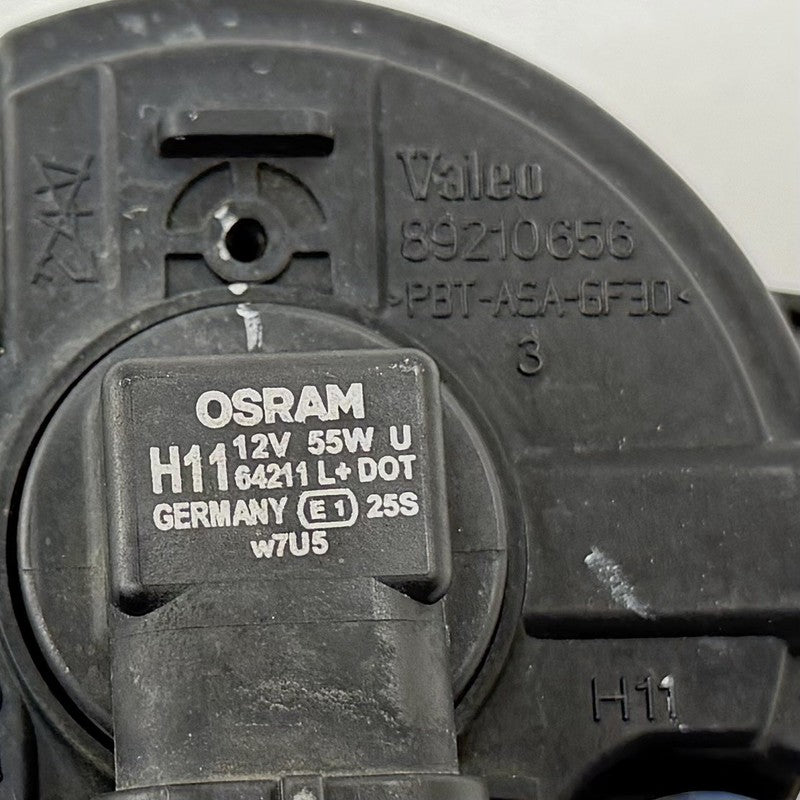 Valeo
89210656
>PBT-ASA-GF30<
3
OSRAM
H11 12V 55W U
64211 L+ DOT
GERMANY E1 25S
w7U5
H11